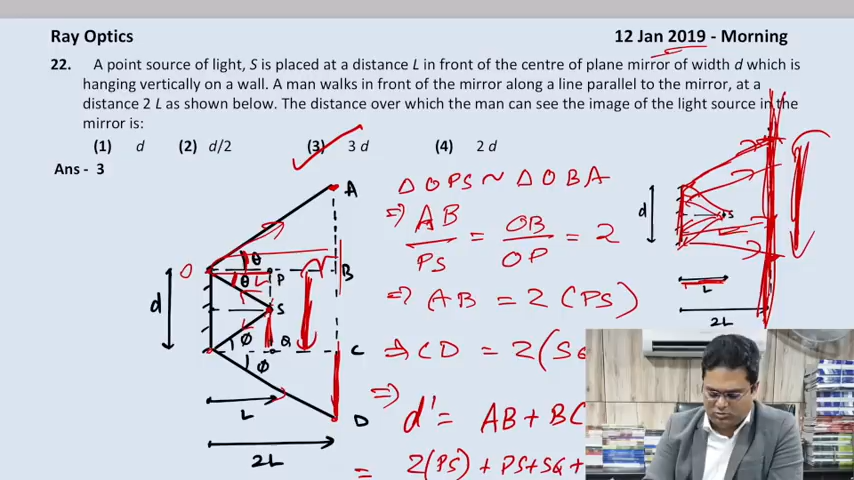 Ray Optics
12 Jan 2019 - Morning
22. A point source of light, S is placed at a distance L in front of the centre of plane mirror of width d which is
hanging vertically on a wall. A man walks in front of the mirror along a line parallel to the mirror, at a
distance 2 L as shown below. The distance over which the man can see the image of the light source in the
mirror is:
(1) d (2) d/2 (3) 3 d (4) 2 d
Ans - 3
A
O
θ
P
B
θ
L
S
d
φ
Q
C
φ
D
L
2L
ΔOPS ~ ΔOBA
⇒ AB/PS = OB/OP = 2
⇒ AB = 2(PS)
⇒ CD = 2(S
⇒ d' = AB + BC
= 2(PS) + PS + SQ +
d
S
L
2L